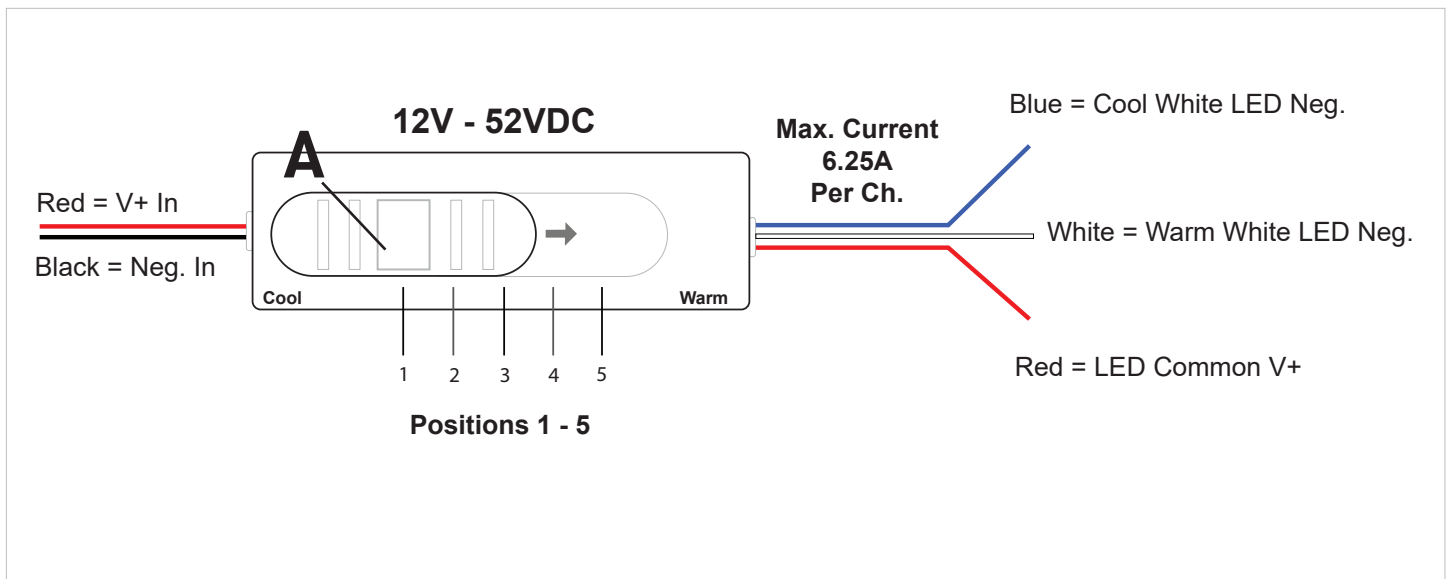 12V - 52VDC
A
Red = V+ In
Black = Neg. In
Cool
Warm
1 2 3 4 5
Positions 1 - 5
Max. Current
6.25A
Per Ch.
Blue = Cool White LED Neg.
White = Warm White LED Neg.
Red = LED Common V+